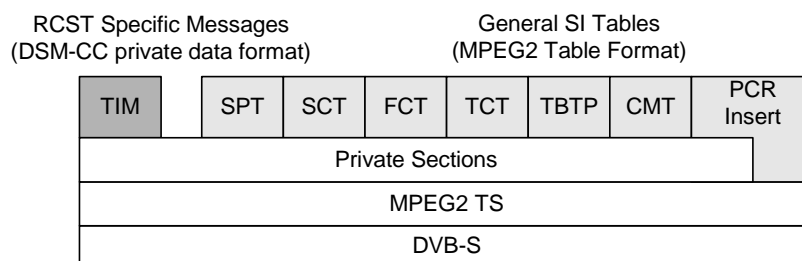 RCST Specific Messages
(DSM-CC private data format)
General SI Tables
(MPEG2 Table Format)
TIM
SPT
SCT
FCT
TCT
TBTP
CMT
PCR
Insert
Private Sections
MPEG2 TS
DVB-S